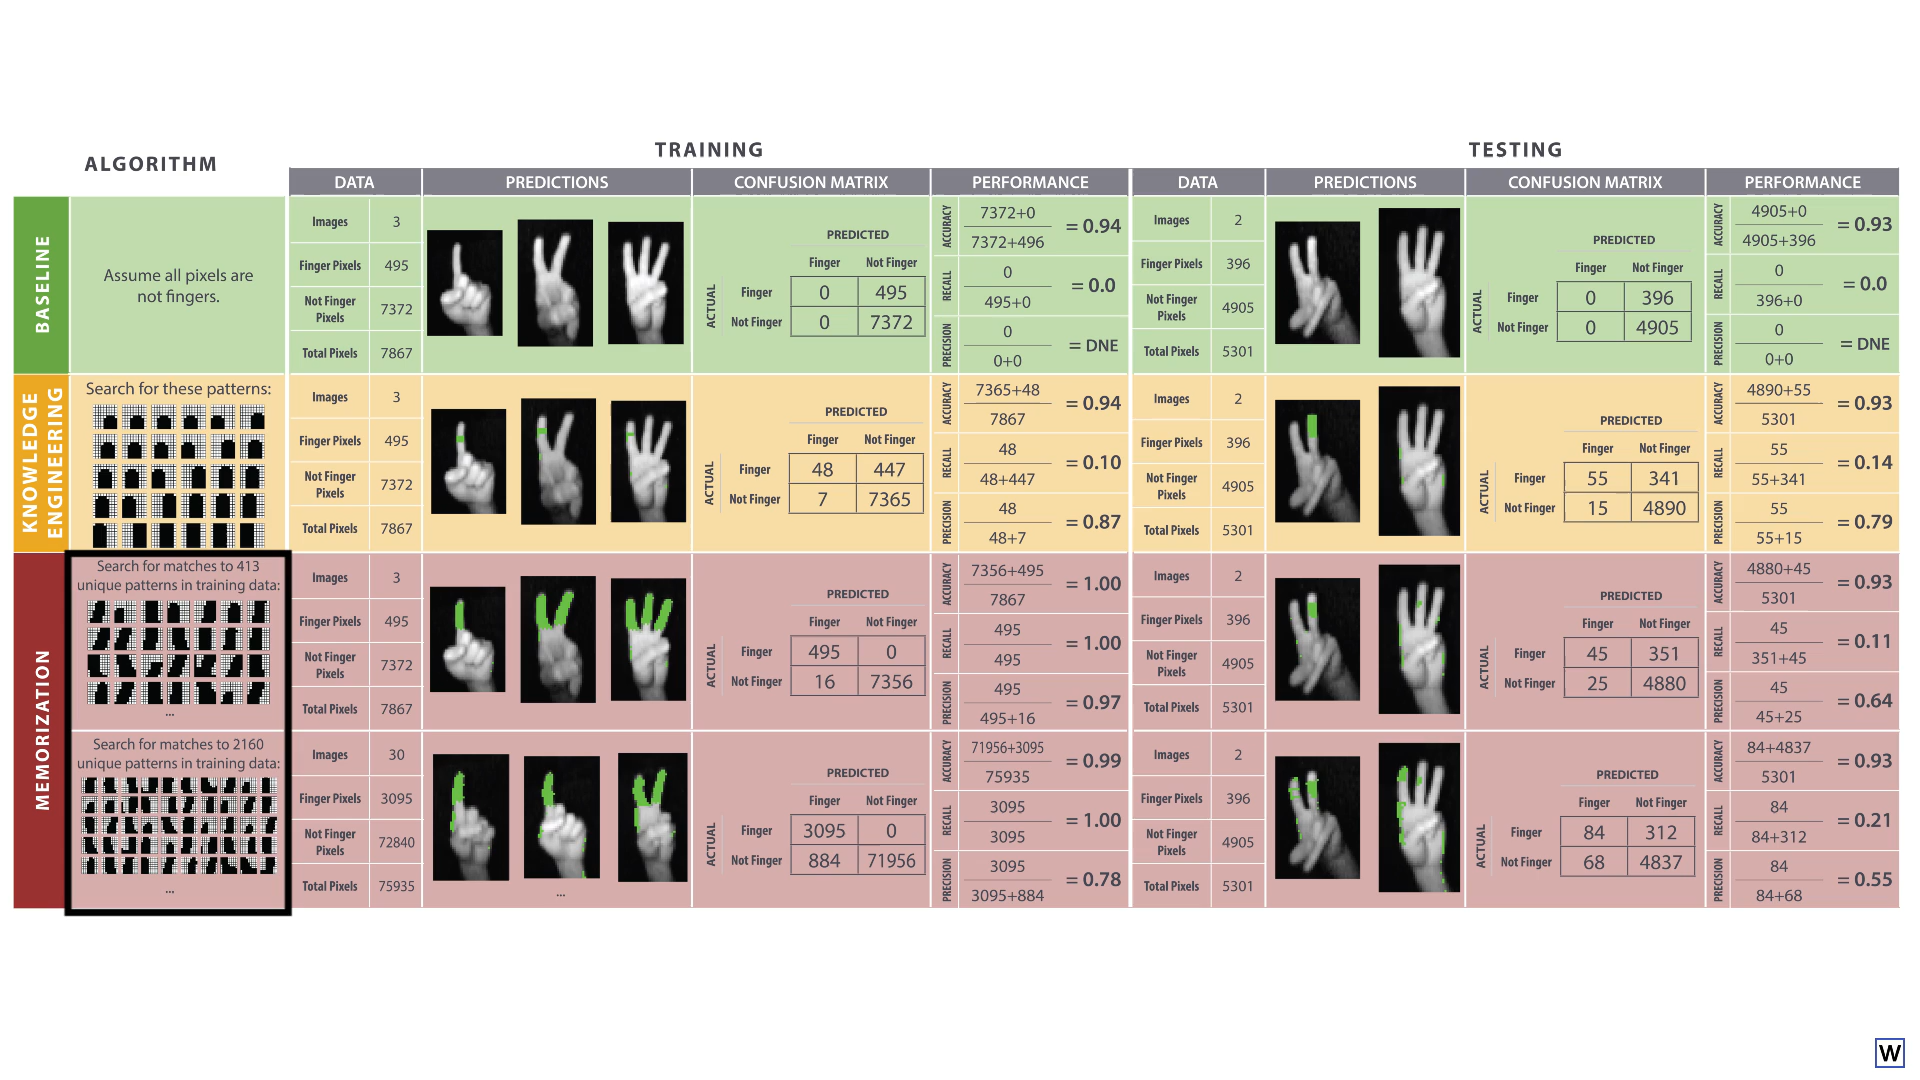 ALGORITHM
TRAINING
TESTING
DATA PREDICTIONS CONFUSION MATRIX PERFORMANCE DATA PREDICTIONS CONFUSION MATRIX PERFORMANCE
BASELINE
Assume all pixels are
not fingers.
Images 3
Finger Pixels 495
Not Finger
Pixels 7372
Total Pixels 7867
PREDICTED
Finger Not Finger
ACTUAL
Finger 0 495
Not Finger 0 7372
ACCURACY
7372+0
7372+496
= 0.94
RECALL
0
495+0
= 0.0
PRECISION
0
0+0
= DNE
Images 2
Finger Pixels 396
Not Finger
Pixels 4905
Total Pixels 5301
PREDICTED
Finger Not Finger
ACTUAL
Finger 0 396
Not Finger 0 4905
ACCURACY
4905+0
4905+396
= 0.93
RECALL
0
396+0
= 0.0
PRECISION
0
0+0
= DNE
KNOWLEDGE
ENGINEERING
Search for these patterns:
Images 3
Finger Pixels 495
Not Finger
Pixels 7372
Total Pixels 7867
PREDICTED
Finger Not Finger
ACTUAL
Finger 48 447
Not Finger 7 7365
ACCURACY
7365+48
7867
= 0.94
RECALL
48
48+447
= 0.10
PRECISION
48
48+7
= 0.87
Images 2
Finger Pixels 396
Not Finger
Pixels 4905
Total Pixels 5301
PREDICTED
Finger Not Finger
ACTUAL
Finger 55 341
Not Finger 15 4890
ACCURACY
4890+55
5301
= 0.93
RECALL
55
55+341
= 0.14
PRECISION
55
55+15
= 0.79
MEMORIZATION
Search for matches to 413
unique patterns in training data:
...
Images 3
Finger Pixels 495
Not Finger
Pixels 7372
Total Pixels 7867
PREDICTED
Finger Not Finger
ACTUAL
Finger 495 0
Not Finger 16 7356
ACCURACY
7356+495
7867
= 1.00
RECALL
495
495
= 1.00
PRECISION
495
495+16
= 0.97
Images 2
Finger Pixels 396
Not Finger
Pixels 4905
Total Pixels 5301
PREDICTED
Finger Not Finger
ACTUAL
Finger 45 351
Not Finger 25 4880
ACCURACY
4880+45
5301
= 0.93
RECALL
45
351+45
= 0.11
PRECISION
45
45+25
= 0.64
Search for matches to 2160
unique patterns in training data:
...
Images 30
Finger Pixels 3095
Not Finger
Pixels 72840
Total Pixels 75935
...
PREDICTED
Finger Not Finger
ACTUAL
Finger 3095 0
Not Finger 884 71956
ACCURACY
71956+3095
75935
= 0.99
RECALL
3095
3095
= 1.00
PRECISION
3095
3095+884
= 0.78
Images 2
Finger Pixels 396
Not Finger
Pixels 4905
Total Pixels 5301
PREDICTED
Finger Not Finger
ACTUAL
Finger 84 312
Not Finger 68 4837
ACCURACY
84+4837
5301
= 0.93
RECALL
84
84+312
= 0.21
PRECISION
84
84+68
= 0.55
W